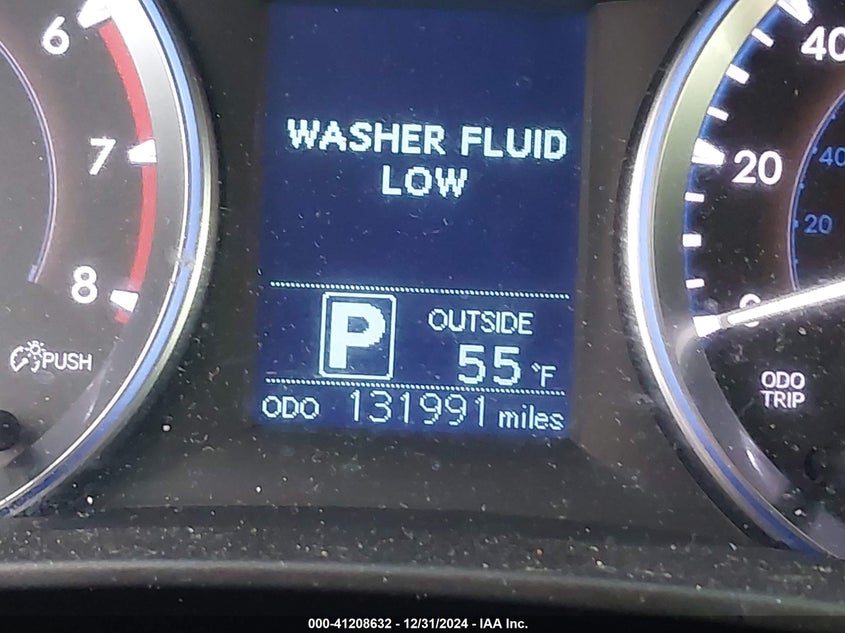 6
7
8
PUSH
WASHER FLUID
LOW
P
OUTSIDE
55 °F
ODO 131991 miles
40
20
0
40
20
ODO
TRIP
000-41208632 - 12/31/2024 - IAA Inc.